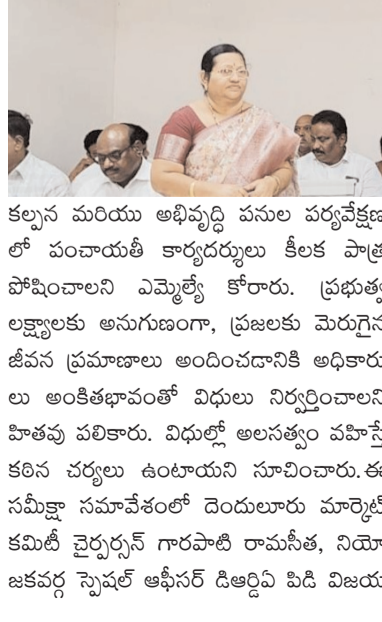 కల్పన మరియు అభివృద్ధి పనుల పర్యవేక్షణ
లో పంచాయతీ కార్యదర్శులు కీలక పాత్ర
పోషించాలని ఎమ్మెల్యే కోరారు. ప్రభుత్వ
లక్ష్యాలకు అనుగుణంగా, ప్రజలకు మెరుగైన
జీవన ప్రమాణాలు అందించడానికి అధికారు
లు అంకితభావంతో విధులు నిర్వర్తించాలని
హితవు పలికారు. విధుల్లో అలసత్వం వహిస్తే
కఠిన చర్యలు ఉంటాయని సూచించారు.ఈ
సమీక్షా సమావేశంలో దెందులూరు మార్కెట్
కమిటీ చైర్పర్సన్ గారపాటి రామసీత, నియో
జకవర్గ స్పెషల్ ఆఫీసర్ డిఆర్డిఏ పిడి విజయ